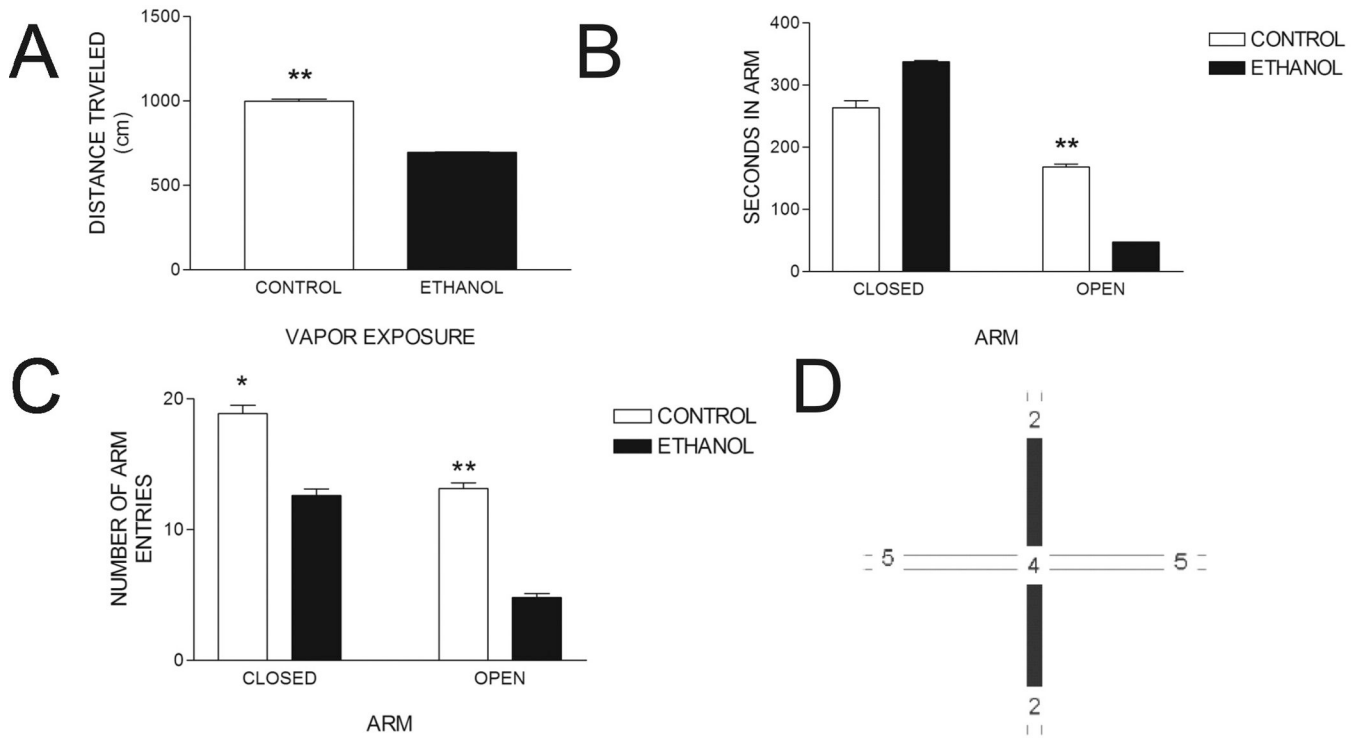 A
1500
1000
500
0
DISTANCE TRVELED
(cm)
**
CONTROL
ETHANOL
VAPOR EXPOSURE
B
400
300
200
100
0
SECONDS IN ARM
**
CLOSED
OPEN
ARM
CONTROL
ETHANOL
C
20
10
0
NUMBER OF ARM
ENTRIES
*
**
CLOSED
OPEN
ARM
CONTROL
ETHANOL
D
2
5
4
5
2